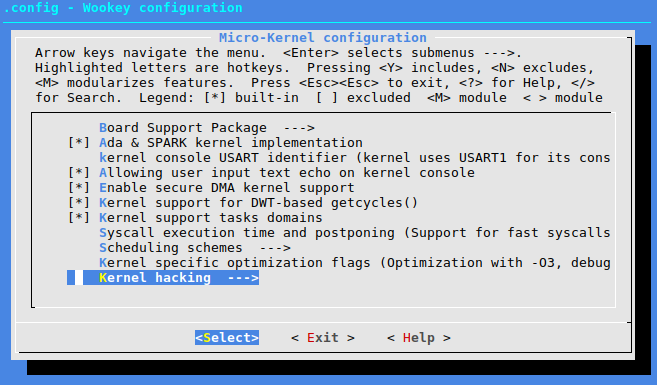 .config - Wookey configuration
Micro-Kernel configuration
Arrow keys navigate the menu.  <Enter> selects submenus --->.
Highlighted letters are hotkeys.  Pressing <Y> includes, <N> excludes,
<M> modularizes features.  Press <Esc><Esc> to exit, <?> for Help, </>
for Search.  Legend: [*] built-in  [ ] excluded  <M> module  < > module
Board Support Package  --->
[*] Ada & SPARK kernel implementation
kernel console USART identifier (kernel uses USART1 for its cons
[*] Allowing user input text echo on kernel console
[*] Enable secure DMA kernel support
[*] Kernel support for DWT-based getcycles()
[*] Kernel support tasks domains
Syscall execution time and postponing (Support for fast syscalls
Scheduling schemes  --->
Kernel specific optimization flags (Optimization with -O3, debug
Kernel hacking  --->
<Select>    < Exit >    < Help >